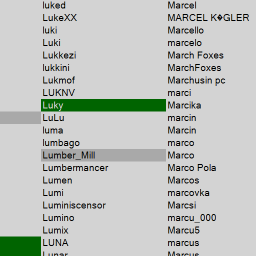 luked Marcel
LukeXX MARCEL K�GLER
luki Marcello
Luki marcelo
Lukkezi March Foxes
lukkini MarchFoxes
Lukmof Marchusin pc
LUKNV marci
Luky Marcika
LuLu marcin
luma Marcin
lumbago marco
Lumber_Mill Marco
Lumbermancer Marco Pola
Lumen Marcos
Lumi marcovka
Luminiscensor Marcsi
Lumino marcu_000
Lumix Marcu5
LUNA marcus
Lunar Marcus